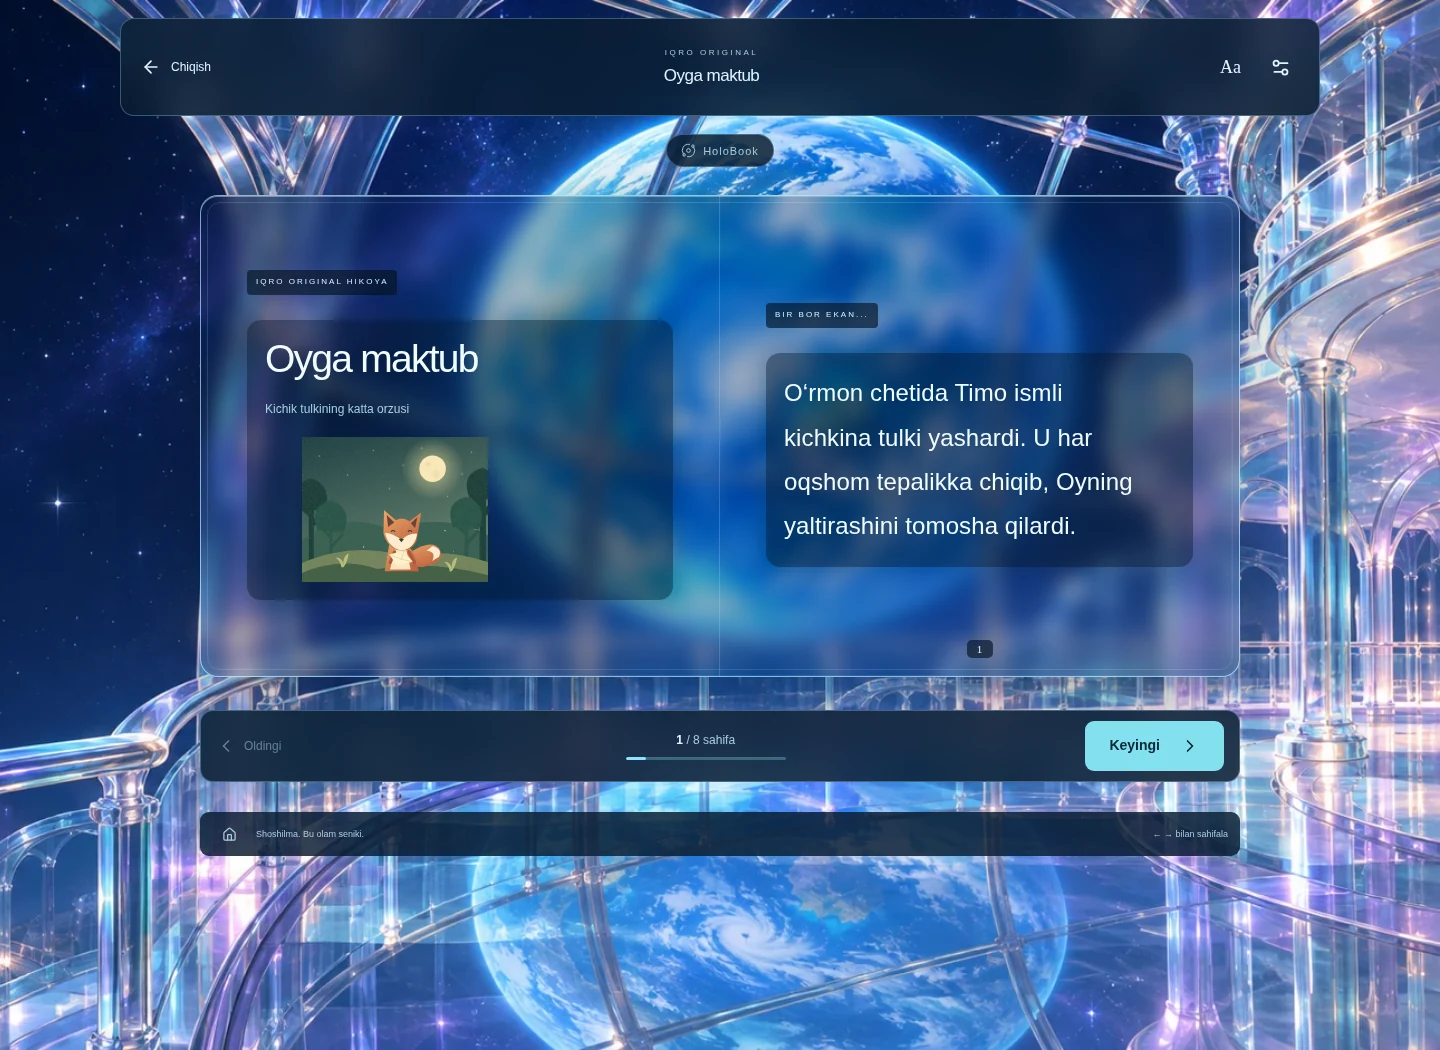 Chiqish
IQRO ORIGINAL
Oyga maktub
Aa
HoloBook
IQRO ORIGINAL HIKOYA
Oyga maktub
Kichik tulkining katta orzusi
BIR BOR EKAN...
O‘rmon chetida Timo ismli
kichkina tulki yashardi. U har
oqshom tepalikka chiqib, Oyning
yaltirashini tomosha qilardi.
1
Oldingi
1 / 8 sahifa
Keyingi
Shoshilma. Bu olam seniki.
← → bilan sahifala